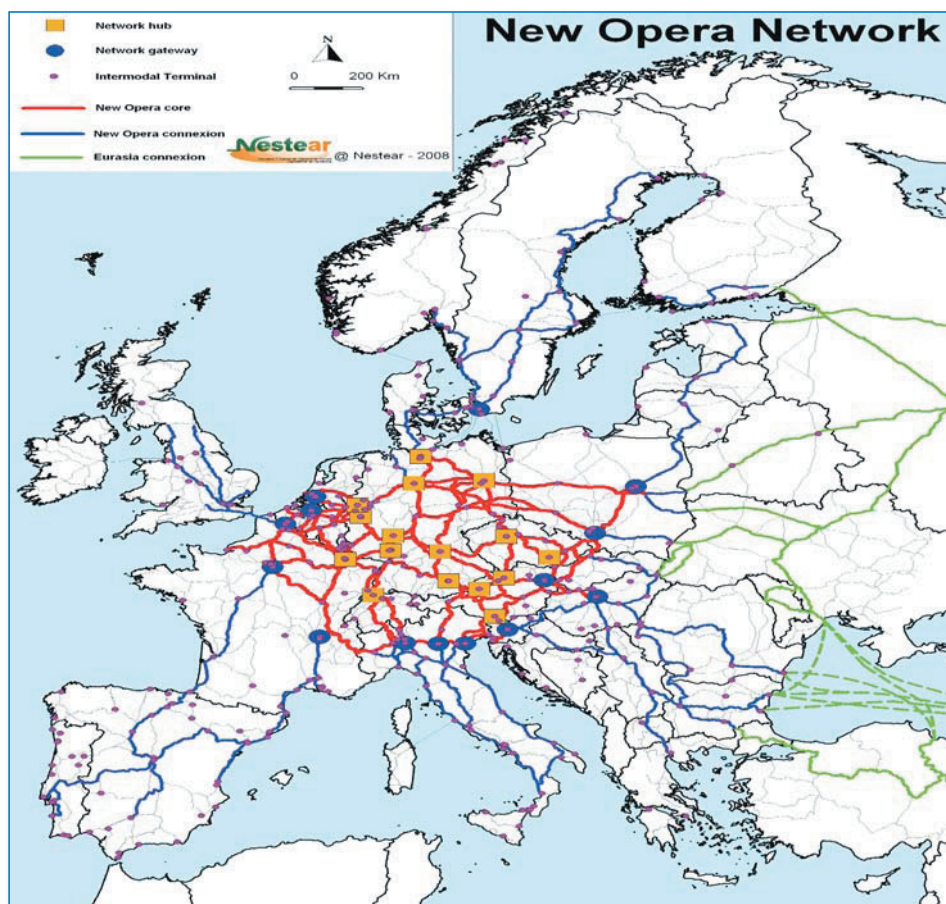 New Opera Network
Network hub
Network gateway
Intermodal Terminal
New Opera core
New Opera connexion
Eurasia connexion
N
0 200 Km
Nestear @ Nestear - 2008